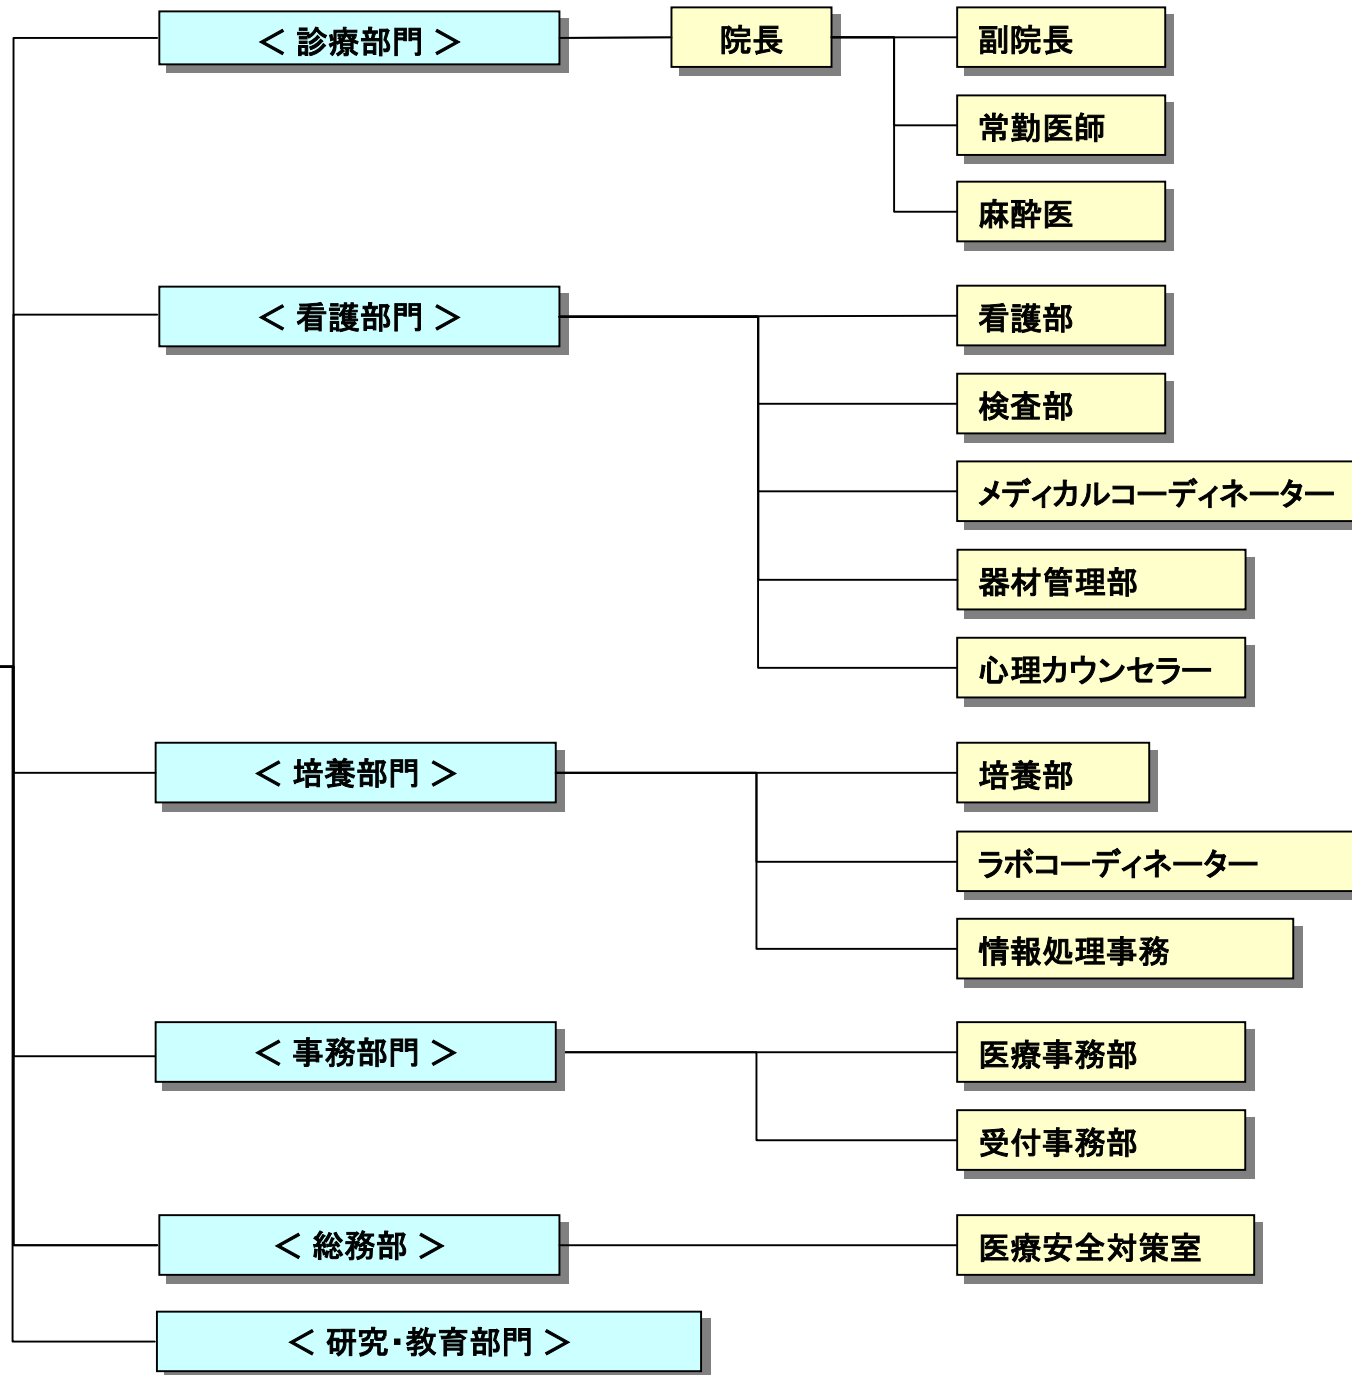 ＜ 診療部門 ＞
院長
副院長
常勤医師
麻酔医
＜ 看護部門 ＞
看護部
検査部
メディカルコーディネーター
器材管理部
心理カウンセラー
＜ 培養部門 ＞
培養部
ラボコーディネーター
情報処理事務
＜ 事務部門 ＞
医療事務部
受付事務部
＜ 総務部 ＞
医療安全対策室
＜ 研究・教育部門 ＞